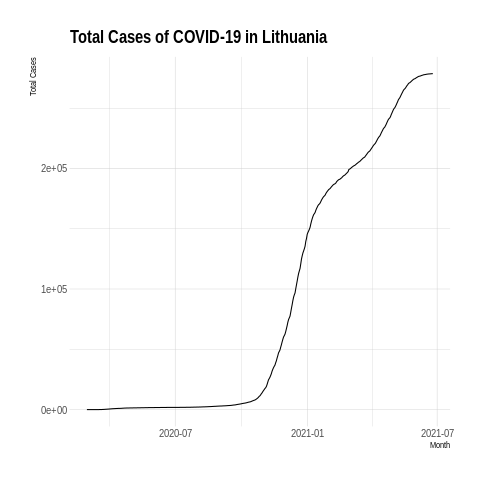 Total Cases of COVID-19 in Lithuania
Total Cases
2e+05
1e+05
0e+00
2020-07
2021-01
2021-07
Month